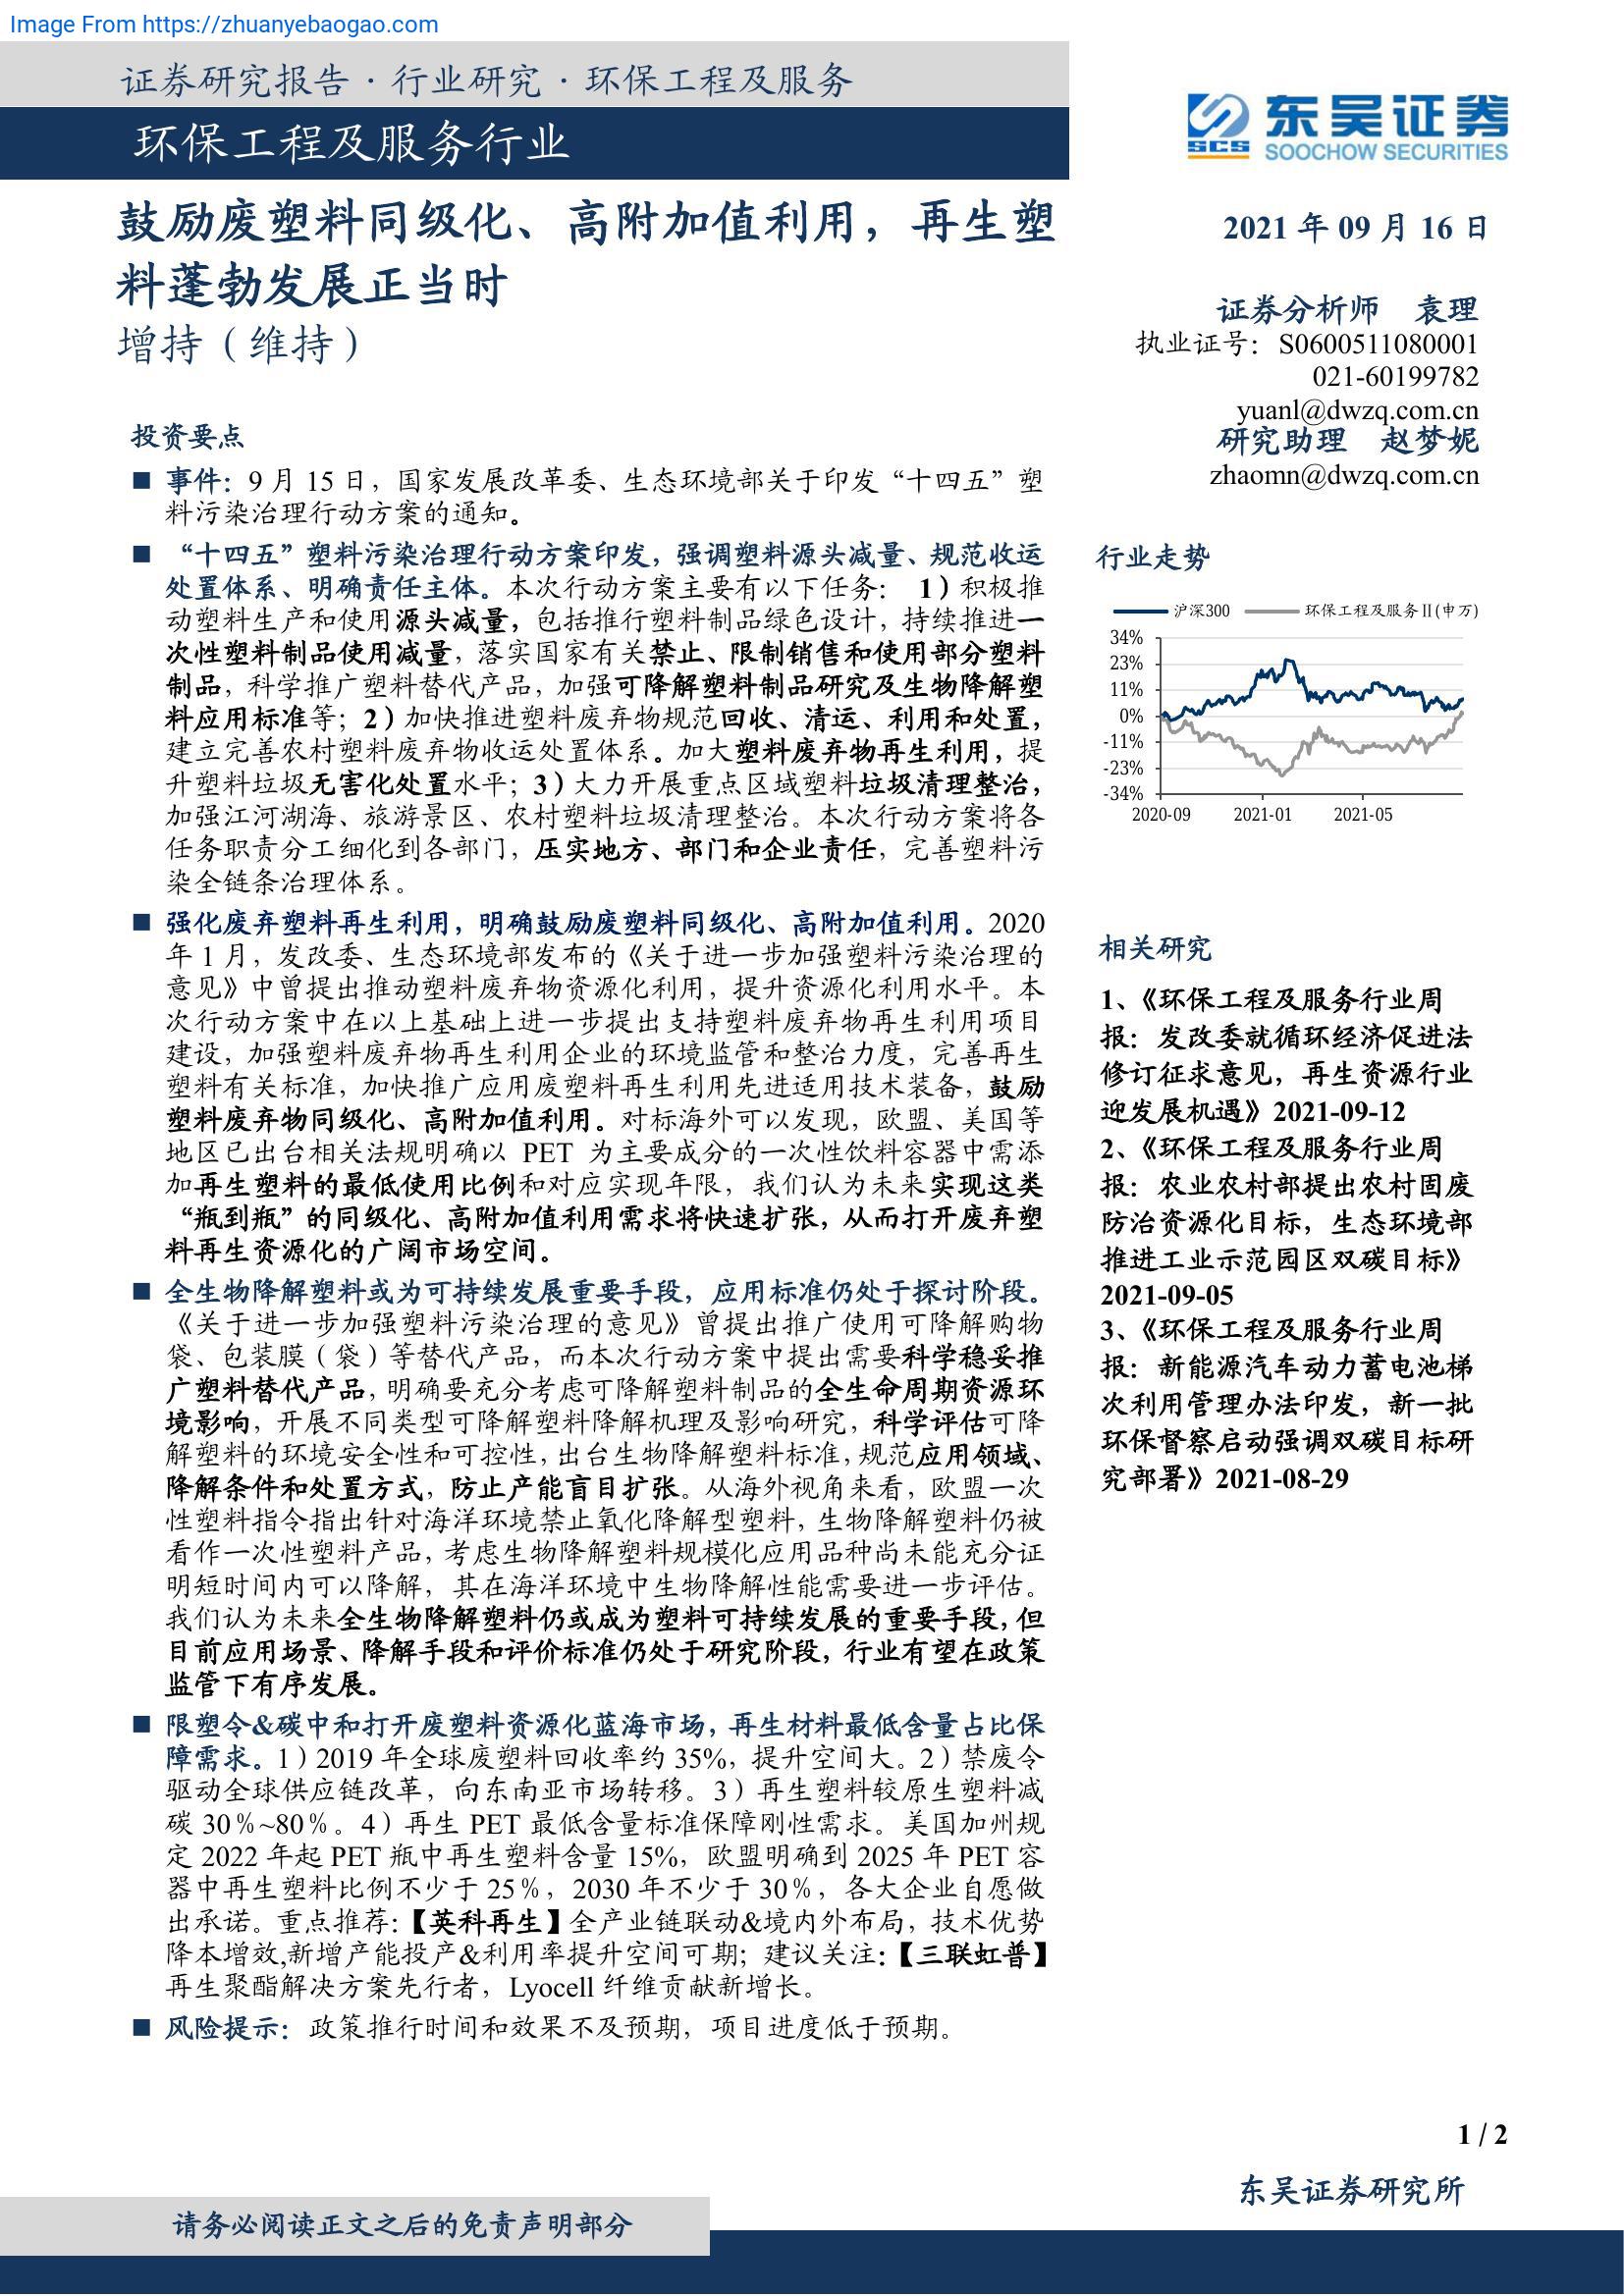 Image From https://zhuanyebaogao.com
证券研究报告 · 行业研究 · 环保工程及服务
环保工程及服务行业
东吴证券
SCS
SOOCHOW SECURITIES
鼓励废塑料同级化、高附加值利用，再生塑
料蓬勃发展正当时
增持（维持）
2021 年 09 月 16 日
证券分析师 袁理
执业证号：S0600511080001
021-60199782
yuanl@dwzq.com.cn
研究助理 赵梦妮
zhaomn@dwzq.com.cn
投资要点
■ 事件：9 月 15 日，国家发展改革委、生态环境部关于印发“十四五”塑
料污染治理行动方案的通知。
■ “十四五”塑料污染治理行动方案印发，强调塑料源头减量、规范收运
处置体系、明确责任主体。本次行动方案主要有以下任务： 1）积极推
动塑料生产和使用源头减量，包括推行塑料制品绿色设计，持续推进一
次性塑料制品使用减量，落实国家有关禁止、限制销售和使用部分塑料
制品，科学推广塑料替代产品，加强可降解塑料制品研究及生物降解塑
料应用标准等；2）加快推进塑料废弃物规范回收、清运、利用和处置，
建立完善农村塑料废弃物收运处置体系。加大塑料废弃物再生利用，提
升塑料垃圾无害化处置水平；3）大力开展重点区域塑料垃圾清理整治，
加强江河湖海、旅游景区、农村塑料垃圾清理整治。本次行动方案将各
任务职责分工细化到各部门，压实地方、部门和企业责任，完善塑料污
染全链条治理体系。
■ 强化废弃塑料再生利用，明确鼓励废塑料同级化、高附加值利用。2020
年 1 月，发改委、生态环境部发布的《关于进一步加强塑料污染治理的
意见》中曾提出推动塑料废弃物资源化利用，提升资源化利用水平。本
次行动方案中在以上基础上进一步提出支持塑料废弃物再生利用项目
建设，加强塑料废弃物再生利用企业的环境监管和整治力度，完善再生
塑料有关标准，加快推广应用废塑料再生利用先进适用技术装备，鼓励
塑料废弃物同级化、高附加值利用。对标海外可以发现，欧盟、美国等
地区已出台相关法规明确以 PET 为主要成分的一次性饮料容器中需添
加再生塑料的最低使用比例和对应实现年限，我们认为未来实现这类
“瓶到瓶”的同级化、高附加值利用需求将快速扩张，从而打开废弃塑
料再生资源化的广阔市场空间。
■ 全生物降解塑料或为可持续发展重要手段，应用标准仍处于探讨阶段。
《关于进一步加强塑料污染治理的意见》曾提出推广使用可降解购物
袋、包装膜（袋）等替代产品，而本次行动方案中提出需要科学稳妥推
广塑料替代产品，明确要充分考虑可降解塑料制品的全生命周期资源环
境影响，开展不同类型可降解塑料降解机理及影响研究，科学评估可降
解塑料的环境安全性和可控性，出台生物降解塑料标准，规范应用领域、
降解条件和处置方式，防止产能盲目扩张。从海外视角来看，欧盟一次
性塑料指令指出针对海洋环境禁止氧化降解型塑料，生物降解塑料仍被
看作一次性塑料产品，考虑生物降解塑料规模化应用品种尚未能充分证
明短时间内可以降解，其在海洋环境中生物降解性能需要进一步评估。
我们认为未来全生物降解塑料仍或成为塑料可持续发展的重要手段，但
目前应用场景、降解手段和评价标准仍处于研究阶段，行业有望在政策
监管下有序发展。
■ 限塑令&碳中和打开废塑料资源化蓝海市场，再生材料最低含量占比保
障需求。1）2019 年全球废塑料回收率约 35%，提升空间大。2）禁废令
驱动全球供应链改革，向东南亚市场转移。3）再生塑料较原生塑料减
碳 30%~80%。4）再生 PET 最低含量标准保障刚性需求。美国加州规
定 2022 年起 PET 瓶中再生塑料含量 15%，欧盟明确到 2025 年 PET 容
器中再生塑料比例不少于 25%，2030 年不少于 30%，各大企业自愿做
出承诺。重点推荐：【英科再生】全产业链联动&境内外布局，技术优势
降本增效,新增产能投产&利用率提升空间可期；建议关注：【三联虹普】
再生聚酯解决方案先行者，Lyocell 纤维贡献新增长。
■ 风险提示：政策推行时间和效果不及预期，项目进度低于预期。
行业走势
沪深300 环保工程及服务Ⅱ(申万)
34%
23%
11%
0%
-11%
-23%
-34%
2020-09 2021-01 2021-05
相关研究
1、《环保工程及服务行业周
报：发改委就循环经济促进法
修订征求意见，再生资源行业
迎发展机遇》2021-09-12
2、《环保工程及服务行业周
报：农业农村部提出农村固废
防治资源化目标，生态环境部
推进工业示范园区双碳目标》
2021-09-05
3、《环保工程及服务行业周
报：新能源汽车动力蓄电池梯
次利用管理办法印发，新一批
环保督察启动强调双碳目标研
究部署》2021-08-29
1 / 2
东吴证券研究所
请务必阅读正文之后的免责声明部分